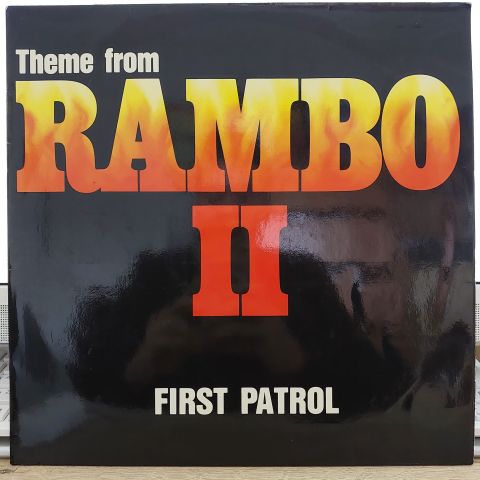 Theme from
RAMBO
II
FIRST PATROL